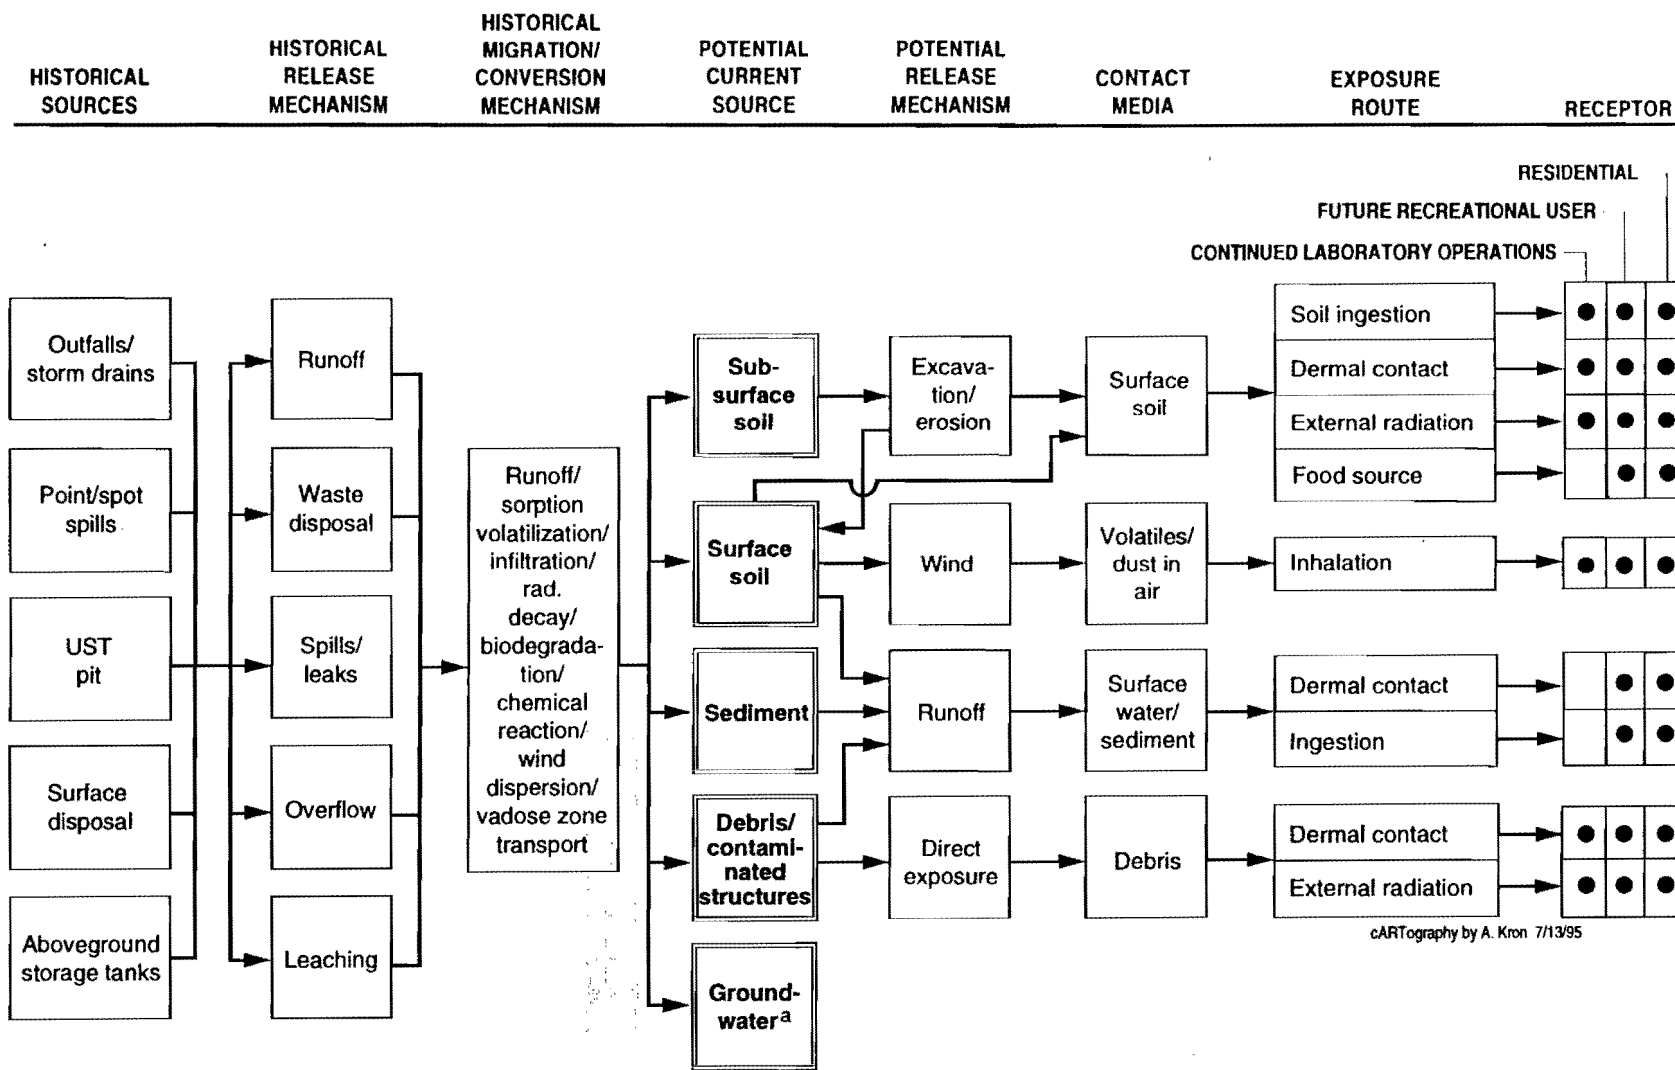 HISTORICAL
SOURCES
HISTORICAL
RELEASE
MECHANISM
HISTORICAL
MIGRATION/
CONVERSION
MECHANISM
POTENTIAL
CURRENT
SOURCE
POTENTIAL
RELEASE
MECHANISM
CONTACT
MEDIA
EXPOSURE
ROUTE
RECEPTOR
RESIDENTIAL
FUTURE RECREATIONAL USER
CONTINUED LABORATORY OPERATIONS
Outfalls/
storm drains
Point/spot
spills
UST
pit
Surface
disposal
Aboveground
storage tanks
Runoff
Waste
disposal
Spills/
leaks
Overflow
Leaching
Runoff/
sorption
volatilization/
infiltration/
rad.
decay/
biodegrada-
tion/
chemical
reaction/
wind
dispersion/
vadose zone
transport
Sub-
surface
soil
Surface
soil
Sediment
Debris/
contami-
nated
structures
Ground-
water a
Excava-
tion/
erosion
Wind
Runoff
Direct
exposure
Surface
soil
Volatiles/
dust in
air
Surface
water/
sediment
Debris
Soil ingestion
Dermal contact
External radiation
Food source
Inhalation
Dermal contact
Ingestion
Dermal contact
External radiation
cARTography by A. Kron 7/13/95